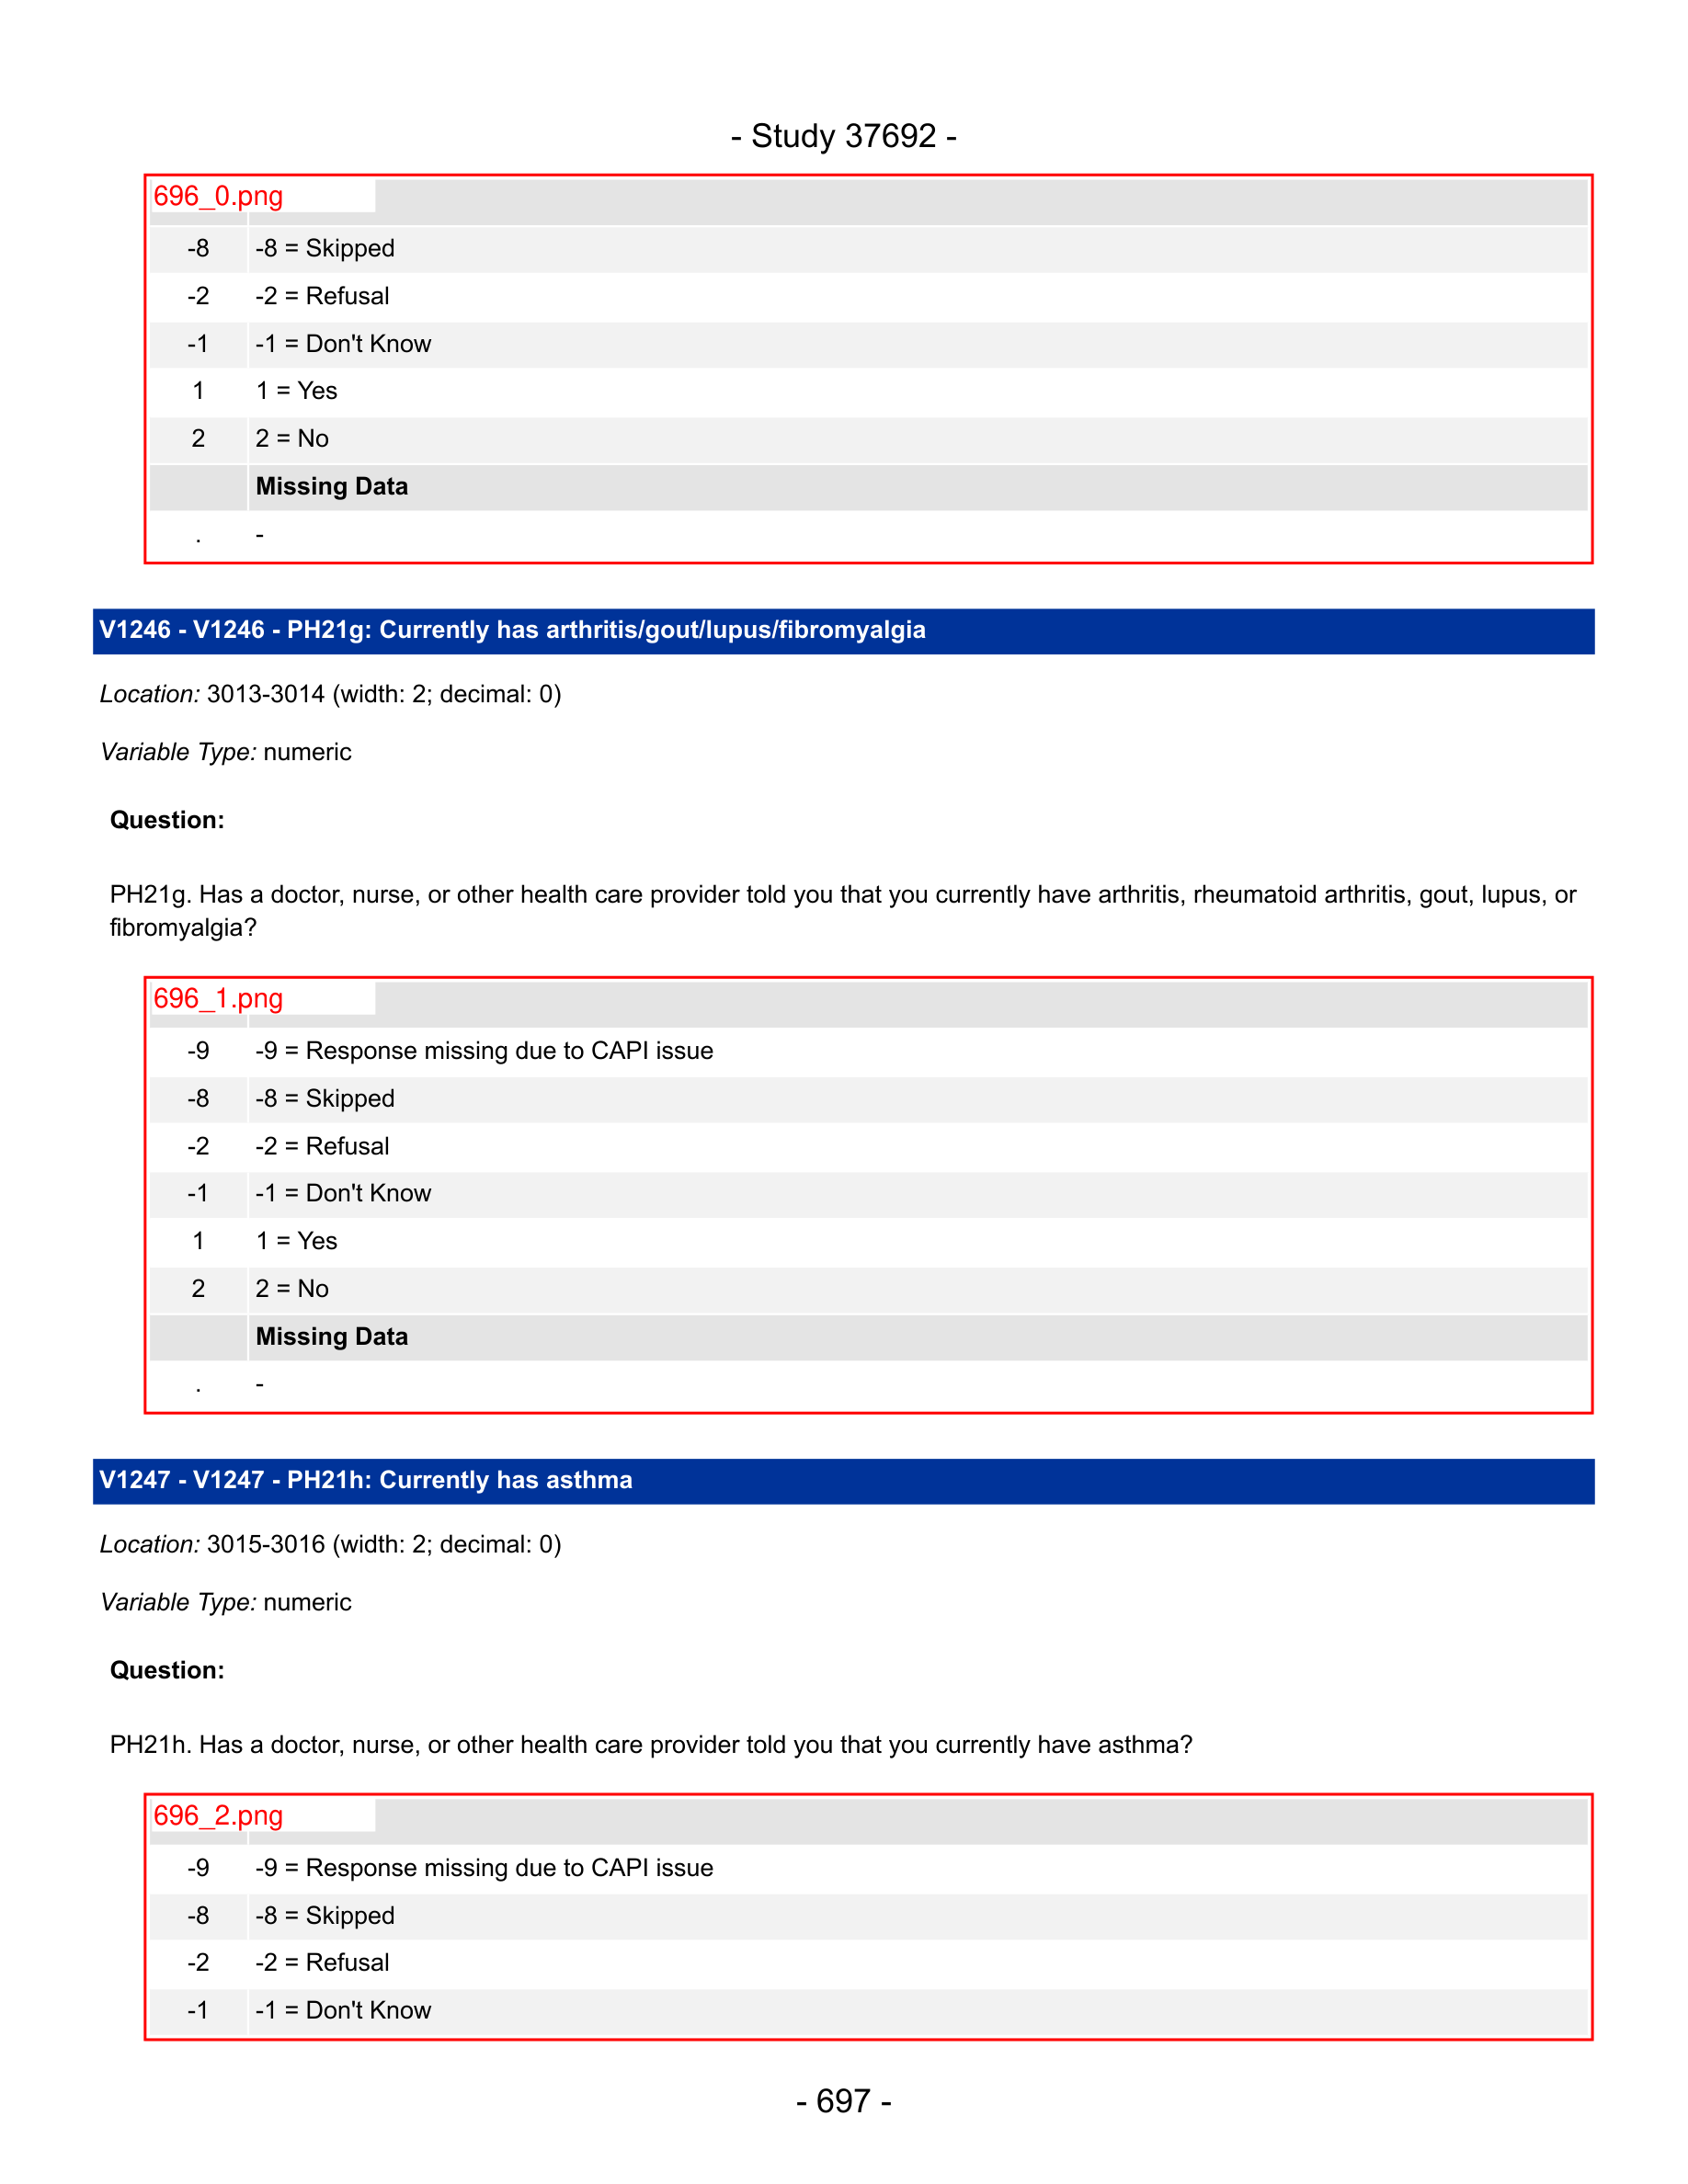 - Study 37692 -
696_0.png
-8 -8 = Skipped
-2 -2 = Refusal
-1 -1 = Don't Know
1 1 = Yes
2 2 = No
Missing Data
. -
V1246 - V1246 - PH21g: Currently has arthritis/gout/lupus/fibromyalgia
Location: 3013-3014 (width: 2; decimal: 0)
Variable Type: numeric
Question:
PH21g. Has a doctor, nurse, or other health care provider told you that you currently have arthritis, rheumatoid arthritis, gout, lupus, or
fibromyalgia?
696_1.png
-9 -9 = Response missing due to CAPI issue
-8 -8 = Skipped
-2 -2 = Refusal
-1 -1 = Don't Know
1 1 = Yes
2 2 = No
Missing Data
. -
V1247 - V1247 - PH21h: Currently has asthma
Location: 3015-3016 (width: 2; decimal: 0)
Variable Type: numeric
Question:
PH21h. Has a doctor, nurse, or other health care provider told you that you currently have asthma?
696_2.png
-9 -9 = Response missing due to CAPI issue
-8 -8 = Skipped
-2 -2 = Refusal
-1 -1 = Don't Know
- 697 -